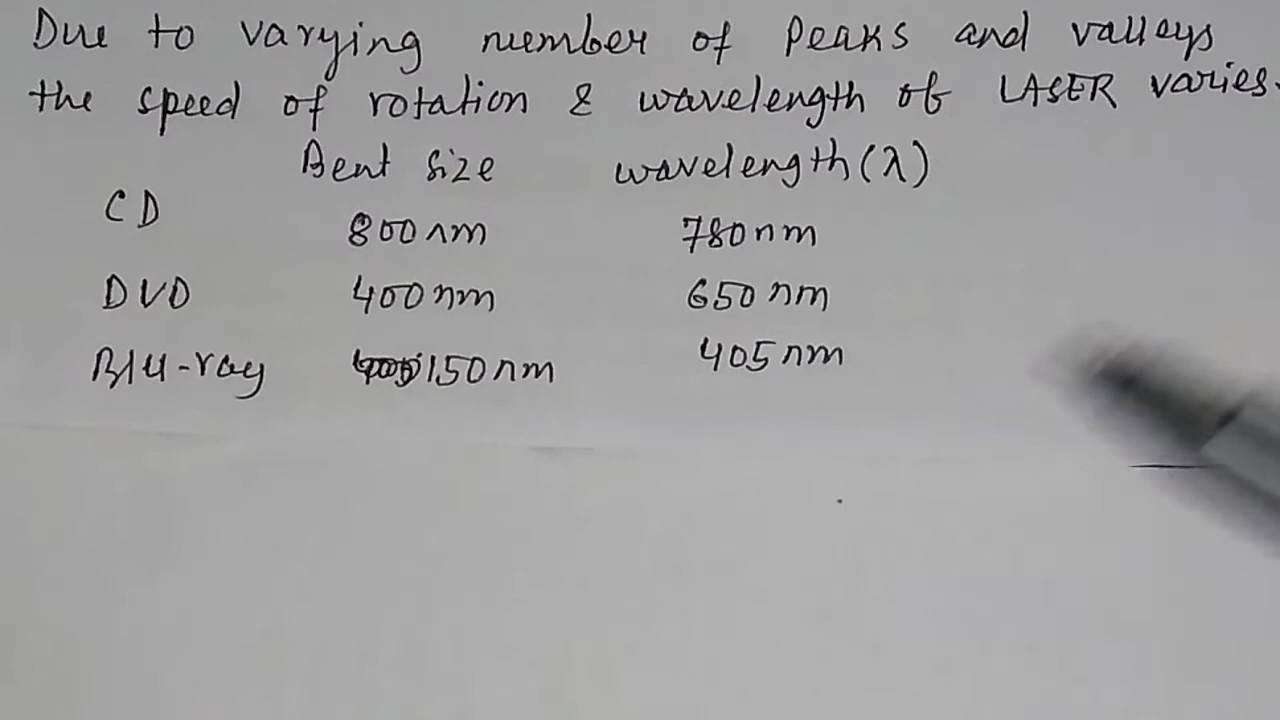 Due to varying number of Peaks and valleys
the speed of rotation & wavelength of LASER varies.
Bent size wavelength (λ)
CD 800nm 780nm
DVD 400nm 650nm
Blu-ray 150nm 405nm